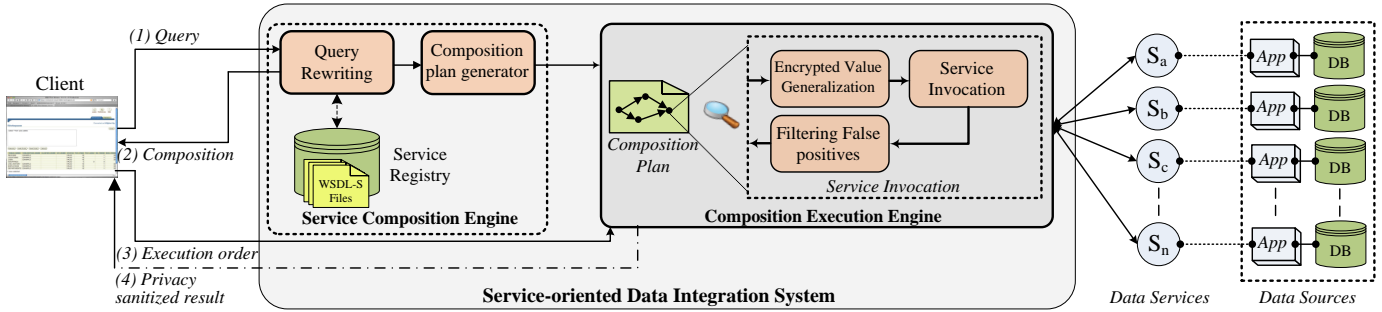 (1) Query
Client
(2) Composition
(3) Execution order
(4) Privacy
sanitized result
Query
Rewriting
Composition
plan generator
Service
Registry
WSDL-S
Files
Service Composition Engine
Composition
Plan
Encrypted Value
Generalization
Service
Invocation
Filtering False
positives
Service Invocation
Composition Execution Engine
Service-oriented Data Integration System
Sa
Sb
Sc
Sn
Data Services
App
DB
App
DB
App
DB
App
DB
Data Sources